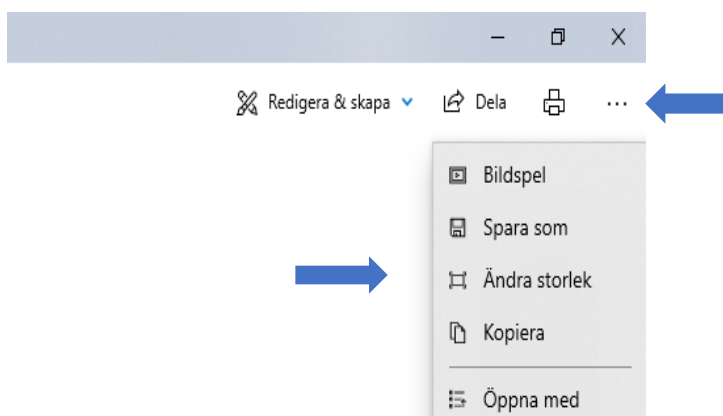 Redigera & skapa Dela ...
Bildspel
Spara som
Ändra storlek
Kopiera
Öppna med